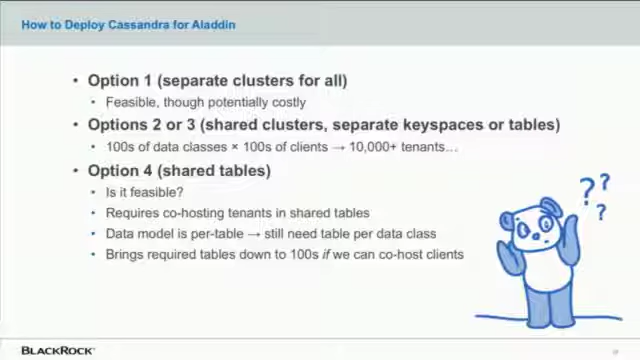 How to Deploy Cassandra for Aladdin
• Option 1 (separate clusters for all)
• Feasible, though potentially costly
• Options 2 or 3 (shared clusters, separate keyspaces or tables)
• 100s of data classes × 100s of clients → 10,000+ tenants…
• Option 4 (shared tables)
• Is it feasible?
• Requires co-hosting tenants in shared tables
• Data model is per-table → still need table per data class
• Brings required tables down to 100s if we can co-host clients
???
BLACKROCK